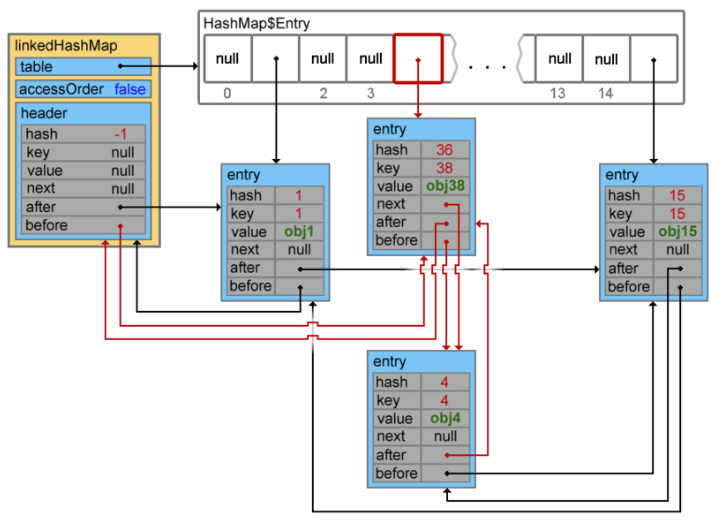 HashMap$Entry
null null null . . . null null
0 2 3 13 14
linkedHashMap
table
accessOrder false
header
hash -1
key null
value null
next null
after
before
entry
hash 1
key 1
value obj1
next null
after
before
entry
hash 36
key 38
value obj38
next
after
before
entry
hash 15
key 15
value obj15
next null
after
before
entry
hash 4
key 4
value obj4
next null
after
before